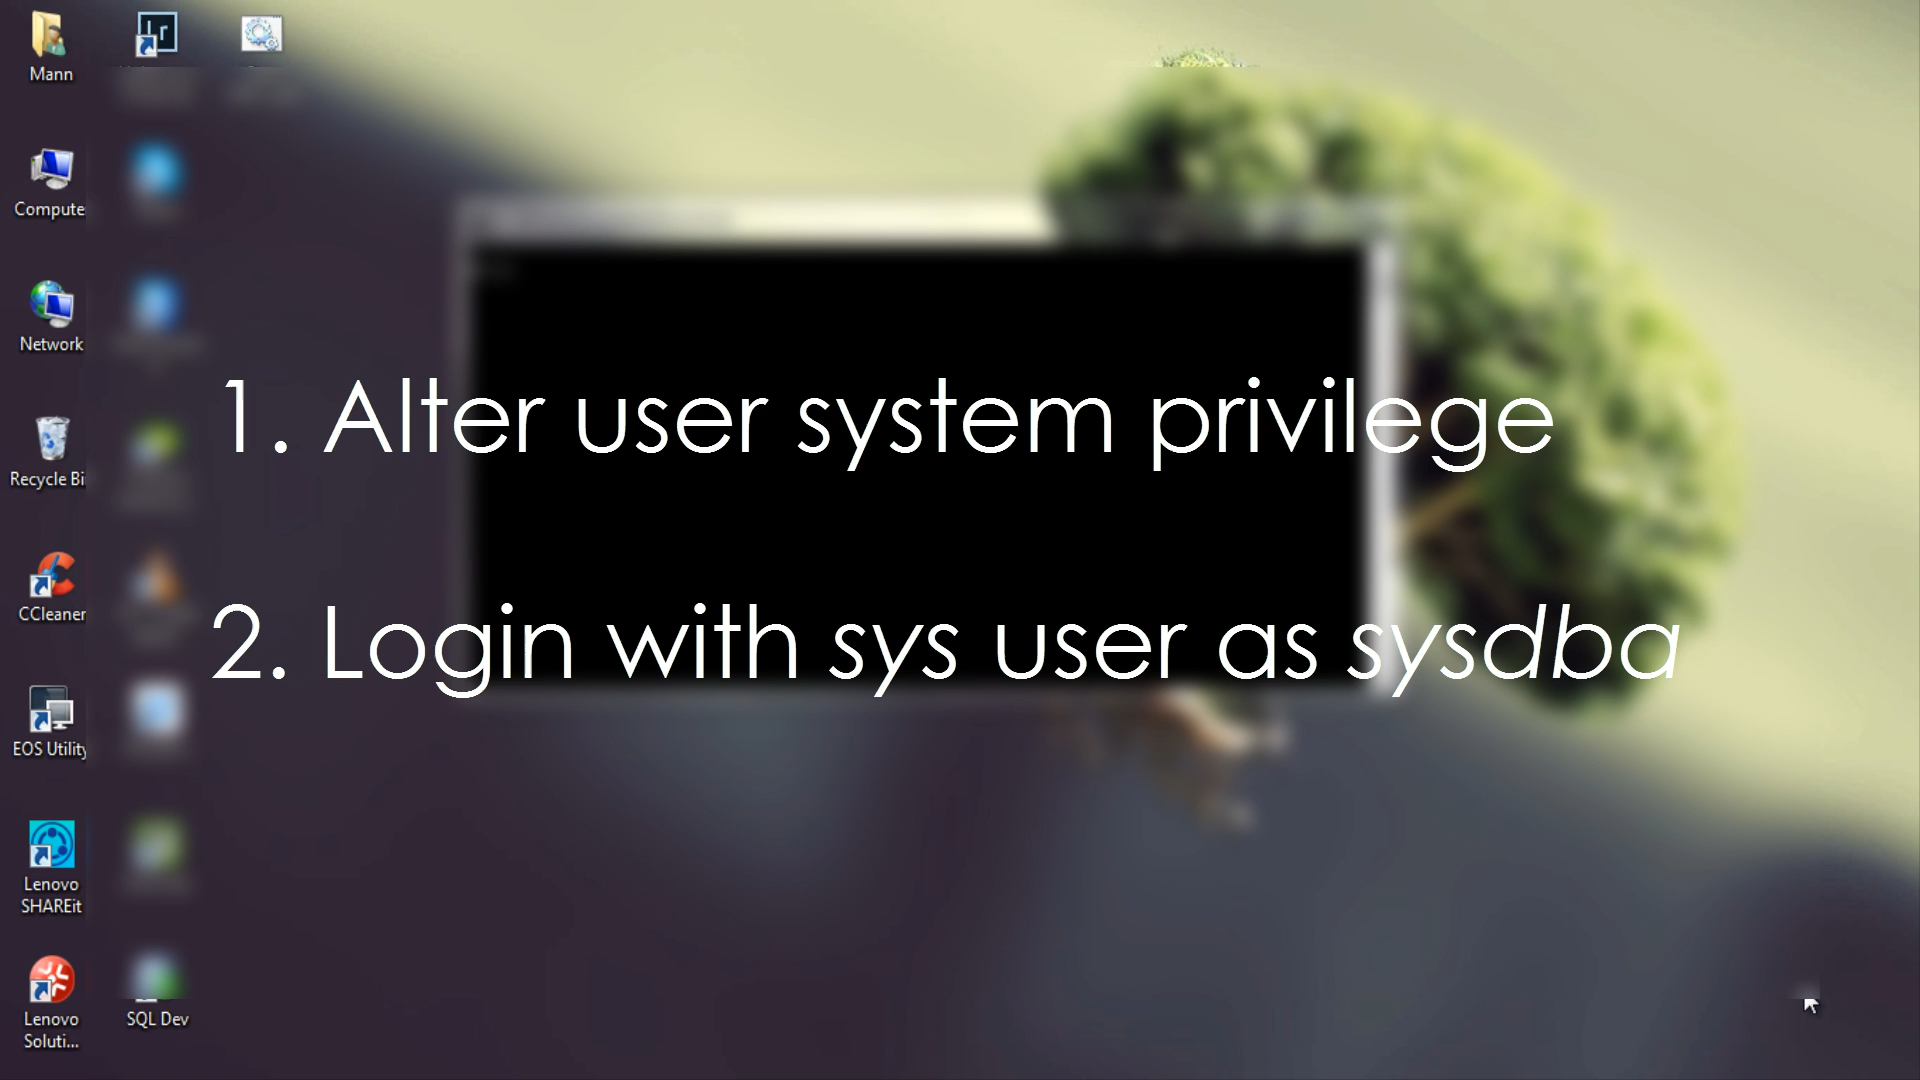 Mann
Compute
Network
Recycle Bi
CCleaner
EOS Utility
Lenovo
SHAREit
Lenovo
Soluti...
SQL Dev
1. Alter user system privilege
2. Login with sys user as sysdba